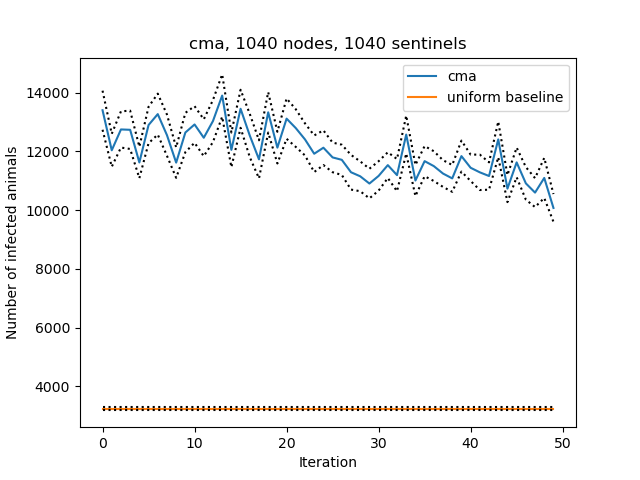 cma, 1040 nodes, 1040 sentinels
cma
uniform baseline
14000
12000
10000
8000
6000
4000
Number of infected animals
0 10 20 30 40 50
Iteration